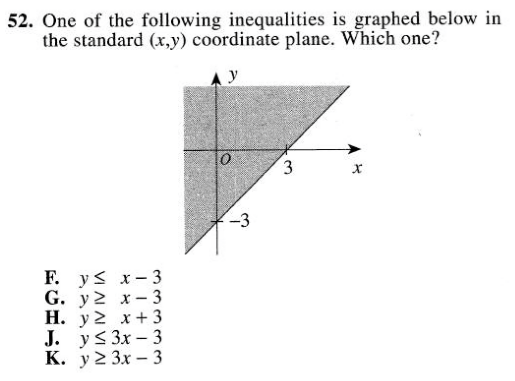 52. One of the following inequalities is graphed below in
the standard (x,y) coordinate plane. Which one?
y
O
3
x
–3
F. y ≤ x – 3
G. y ≥ x – 3
H. y ≥ x + 3
J. y ≤ 3x – 3
K. y ≥ 3x – 3